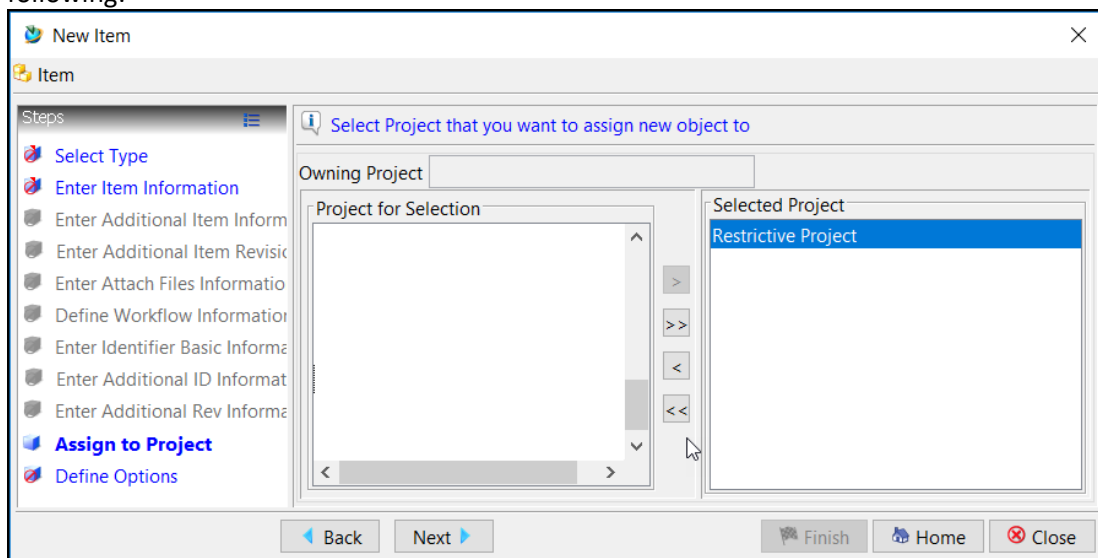 following:
New Item
Item
Steps
Select Type
Enter Item Information
Enter Additional Item Inform
Enter Additional Item Revisio
Enter Attach Files Informatio
Define Workflow Information
Enter Identifier Basic Informa
Enter Additional ID Informat
Enter Additional Rev Informa
Assign to Project
Define Options
Select Project that you want to assign new object to
Owning Project
Project for Selection
>
>>
<
<<
Selected Project
Restrictive Project
Back
Next
Finish
Home
Close